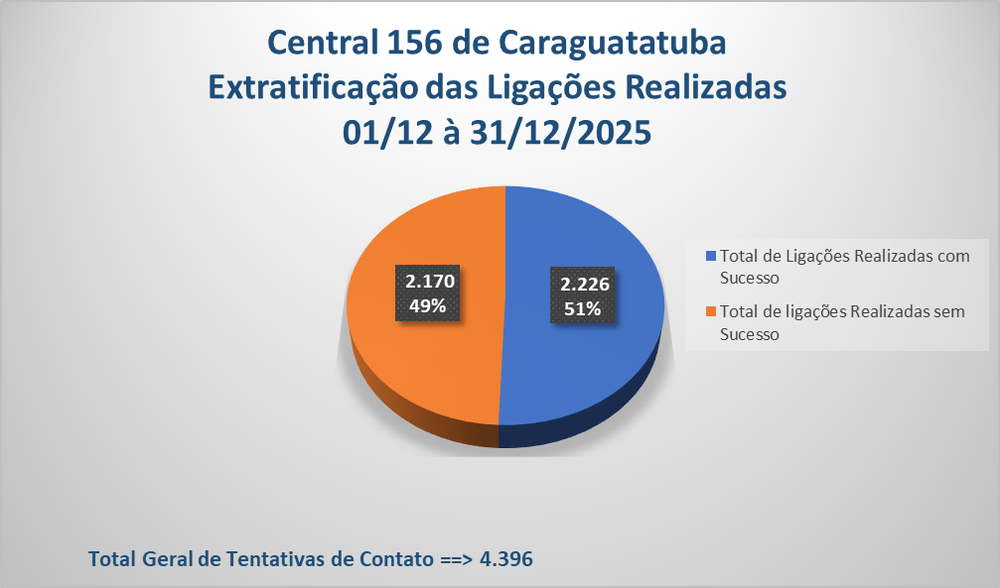 Central 156 de Caraguatatuba
Extratificação das Ligações Realizadas
01/12 à 31/12/2025
2.170
49%
2.226
51%
Total de Ligações Realizadas com
Sucesso
Total de ligações Realizadas sem
Sucesso
Total Geral de Tentativas de Contato ==> 4.396